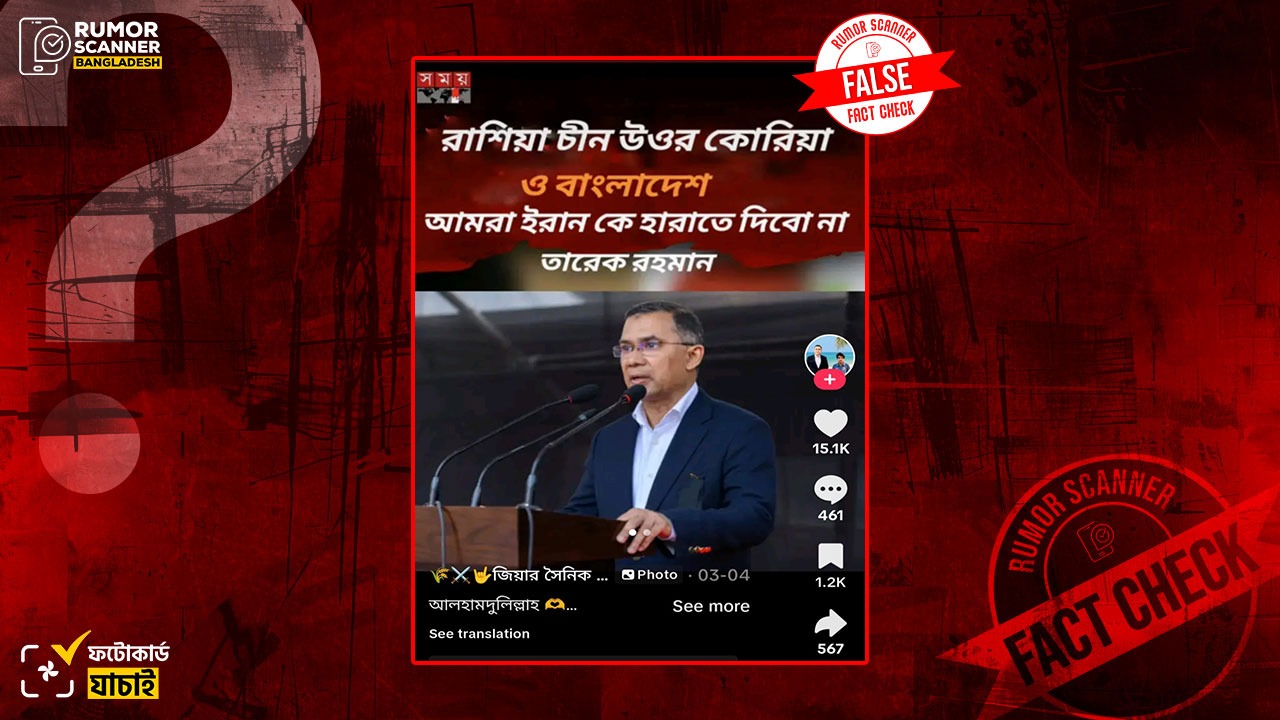 RUMOR
SCANNER
BANGLADESH
RUMOR SCANNER
FALSE
FACT CHECK
সময়
রাশিয়া চীন উওর কোরিয়া
ও বাংলাদেশ
আমরা ইরান কে হারাতে দিবো না
তারেক রহমান
15.1K
461
1.2K
567
🌾⚔️🤟জিয়ার সৈনিক ... Photo · 03-04
আলহামদুলিল্লাহ 🫶... See more
See translation
ফটোকার্ড
যাচাই
RUMOR SCANNER
FACT CHECK